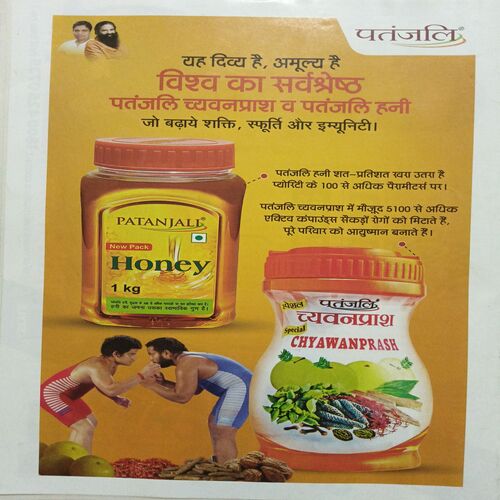 पतंजलि®
यह दिव्य है, अमूल्य है
विश्व का सर्वश्रेष्ठ
पतंजलि च्यवनप्राश व पतंजलि हनी
जो बढ़ाये शक्ति, स्फूर्ति और इम्यूनिटी।
पतंजलि हनी शत-प्रतिशत खरा उतरा है
प्योरिटी के 100 से अधिक पैरामीटर्स पर।
पतंजलि च्यवनप्राश में मौजूद 5100 से अधिक
एक्टिव कंपाउंड्स सैंकड़ों रोगों को मिटाते हैं,
पूरे परिवार को आयुष्मान बनाते हैं।
PATANJALI®
New Pack
Honey
1 kg
स्पेशल
पतंजलि
च्यवनप्राश
Special
CHYAWANPRASH